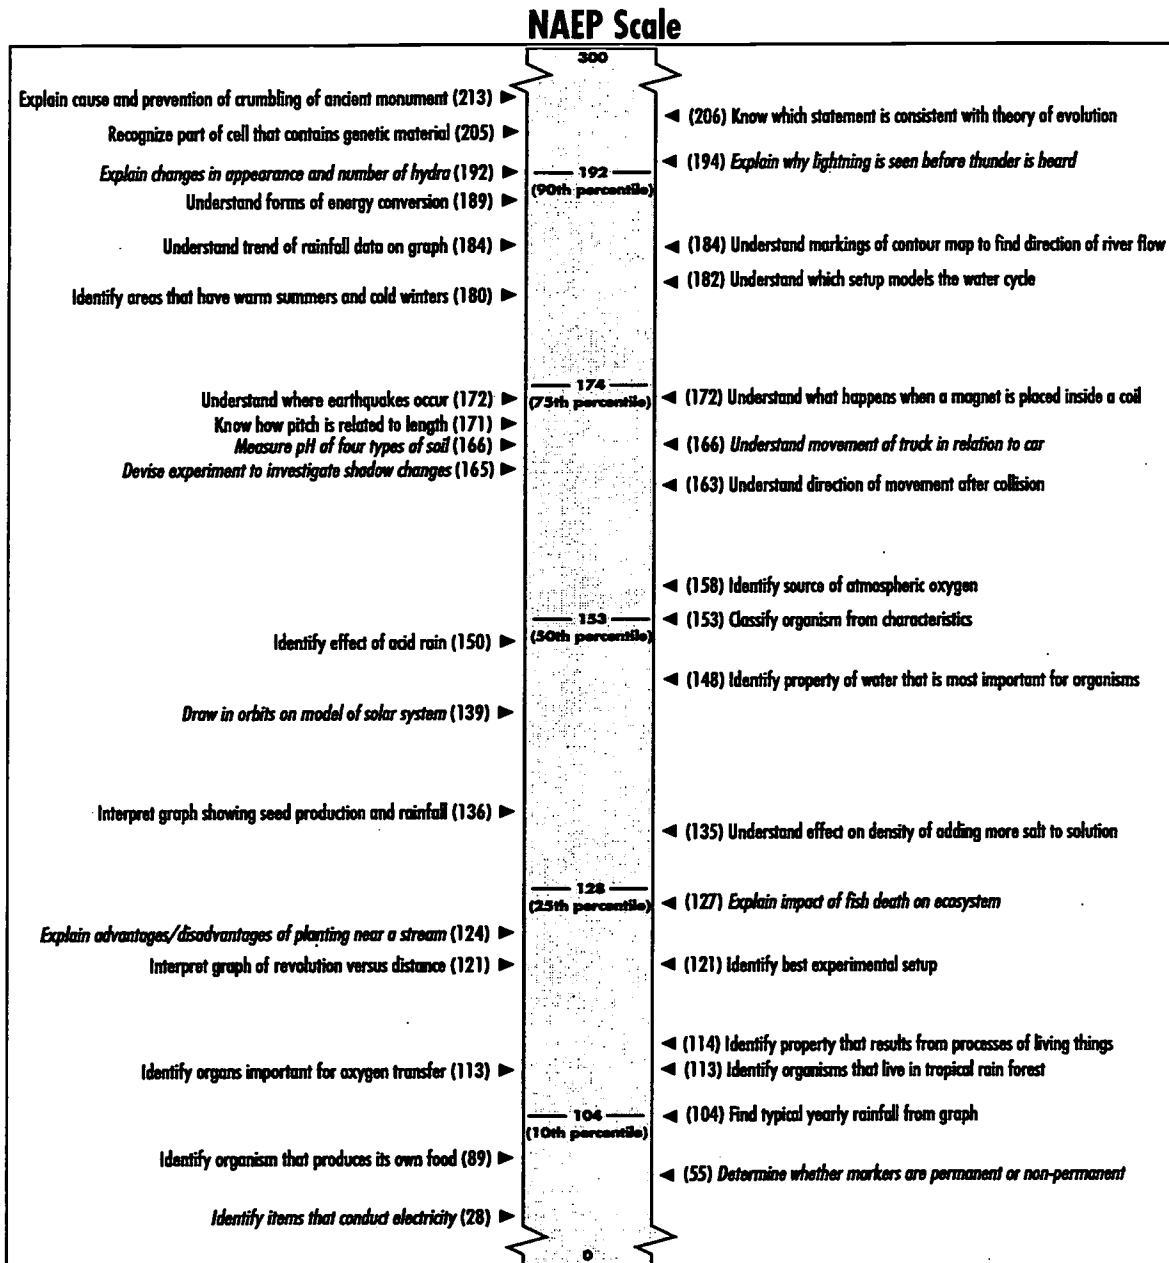 NAEP Scale
300
Explain cause and prevention of crumbling of ancient monument (213) ►
◄ (206) Know which statement is consistent with theory of evolution
Recognize part of cell that contains genetic material (205) ►
◄ (194) Explain why lightning is seen before thunder is heard
Explain changes in appearance and number of hydra (192) ►
192
(90th percentile)
Understand forms of energy conversion (189) ►
Understand trend of rainfall data on graph (184) ►
◄ (184) Understand markings of contour map to find direction of river flow
◄ (182) Understand which setup models the water cycle
Identify areas that have warm summers and cold winters (180) ►
174
(75th percentile)
Understand where earthquakes occur (172) ►
◄ (172) Understand what happens when a magnet is placed inside a coil
Know how pitch is related to length (171) ►
Measure pH of four types of soil (166) ►
◄ (166) Understand movement of truck in relation to car
Devise experiment to investigate shadow changes (165) ►
◄ (163) Understand direction of movement after collision
◄ (158) Identify source of atmospheric oxygen
153
(50th percentile)
◄ (153) Classify organism from characteristics
Identify effect of acid rain (150) ►
◄ (148) Identify property of water that is most important for organisms
Draw in orbits on model of solar system (139) ►
Interpret graph showing seed production and rainfall (136) ►
◄ (135) Understand effect on density of adding more salt to solution
128
(25th percentile)
◄ (127) Explain impact of fish death on ecosystem
Explain advantages/disadvantages of planting near a stream (124) ►
Interpret graph of revolution versus distance (121) ►
◄ (121) Identify best experimental setup
◄ (114) Identify property that results from processes of living things
Identify organs important for oxygen transfer (113) ►
◄ (113) Identify organisms that live in tropical rain forest
104
(10th percentile)
◄ (104) Find typical yearly rainfall from graph
Identify organism that produces its own food (89) ►
◄ (55) Determine whether markers are permanent or non-permanent
Identify items that conduct electricity (28) ►
0